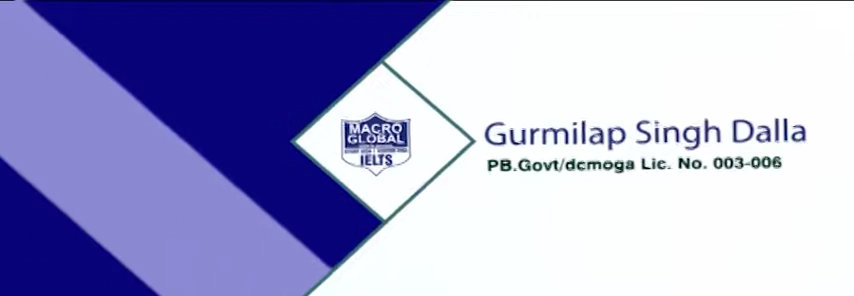 MACRO
GLOBAL
IELTS
Gurmilap Singh Dalla
PB.Govt/dcmoga Lic. No. 003-006